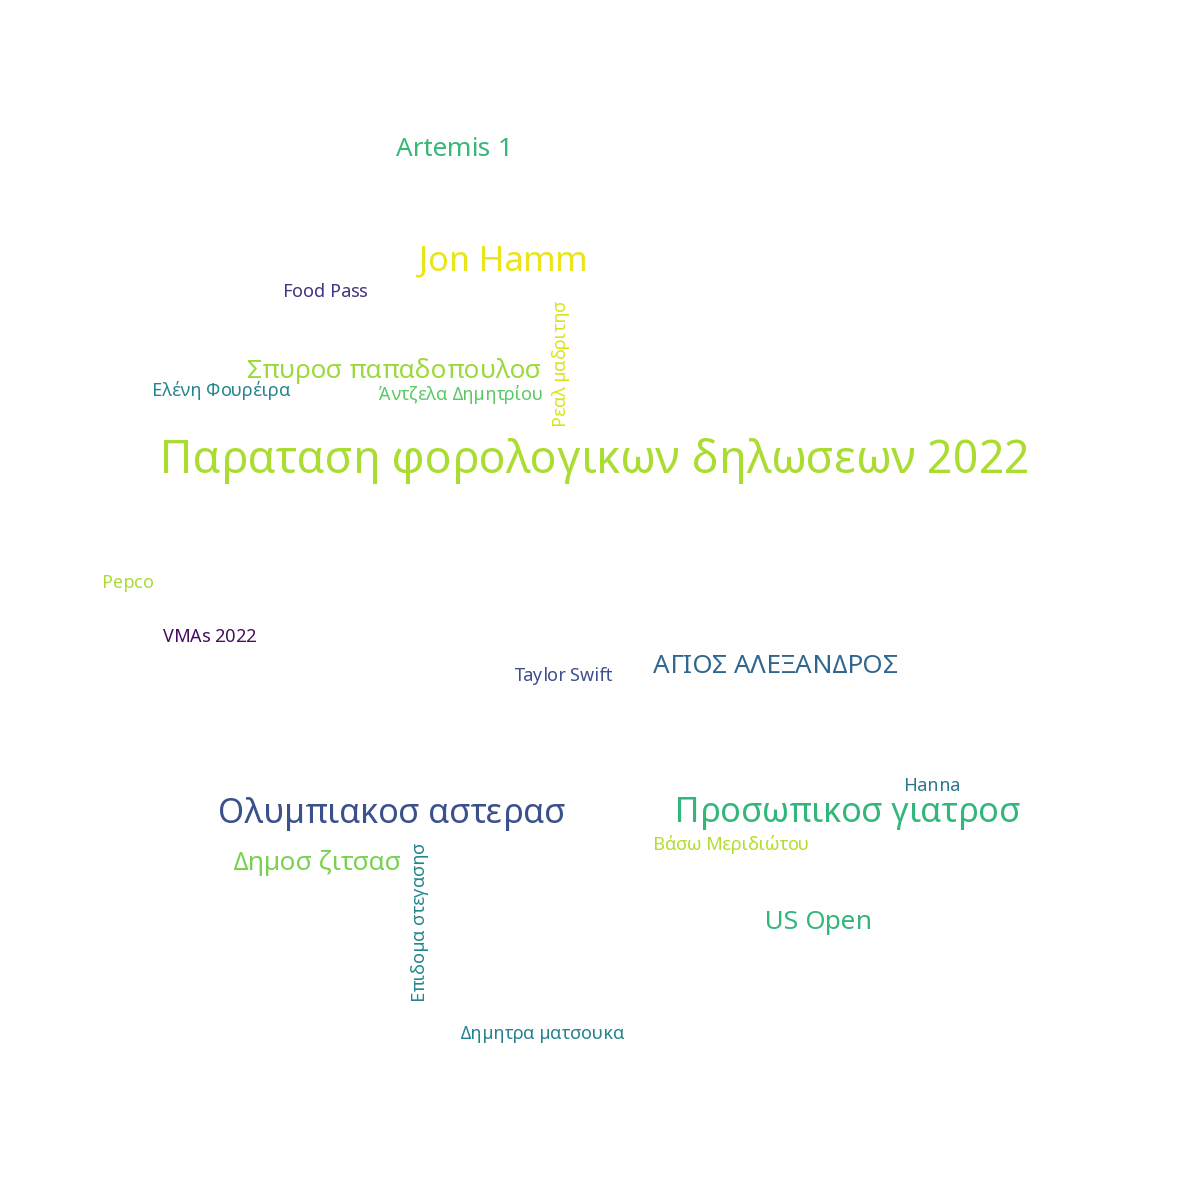 Artemis 1
Jon Hamm
Food Pass
Ρεαλ μαδριτησ
Σπυροσ παπαδοπουλοσ
Ελένη Φουρέιρα
Άντζελα Δημητρίου
Παραταση φορολογικων δηλωσεων 2022
Pepco
VMAs 2022
Taylor Swift
ΑΓΙΟΣ ΑΛΕΞΑΝΔΡΟΣ
Hanna
Ολυμπιακοσ αστερασ
Προσωπικοσ γιατροσ
Βάσω Μεριδιώτου
Δημοσ ζιτσασ
Επιδομα στεγασησ
US Open
Δημητρα ματσουκα